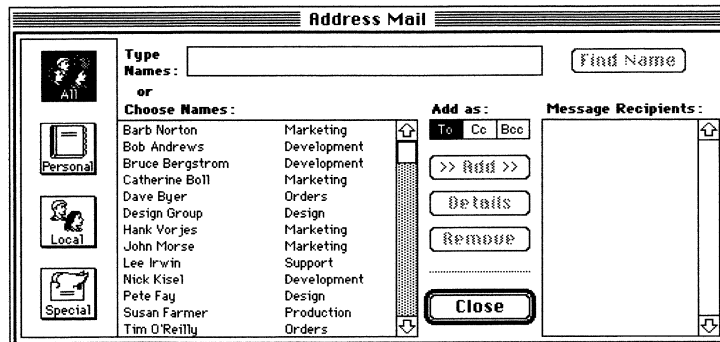 Address Mail
All
Personal
Local
Special
Type
Names:
Find Name
or
Choose Names:
Add as:
Message Recipients:
Barb Norton Marketing
Bob Andrews Development
Bruce Bergstrom Development
Catherine Boll Marketing
Dave Byer Orders
Design Group Design
Hank Vorjes Marketing
John Morse Marketing
Lee Irwin Support
Nick Kisel Development
Pete Fay Design
Susan Farmer Production
Tim O'Reilly Orders
To Cc Bcc
>> Add >>
Details
Remove
Close